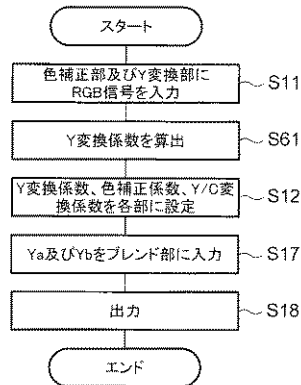 スタート
色補正部及びY変換部に
RGB信号を入力
S11
Y変換係数を算出
S61
Y変換係数、色補正係数、Y/C変
換係数を各部に設定
S12
Ya及びYbをブレンド部に入力
S17
出力
S18
エンド